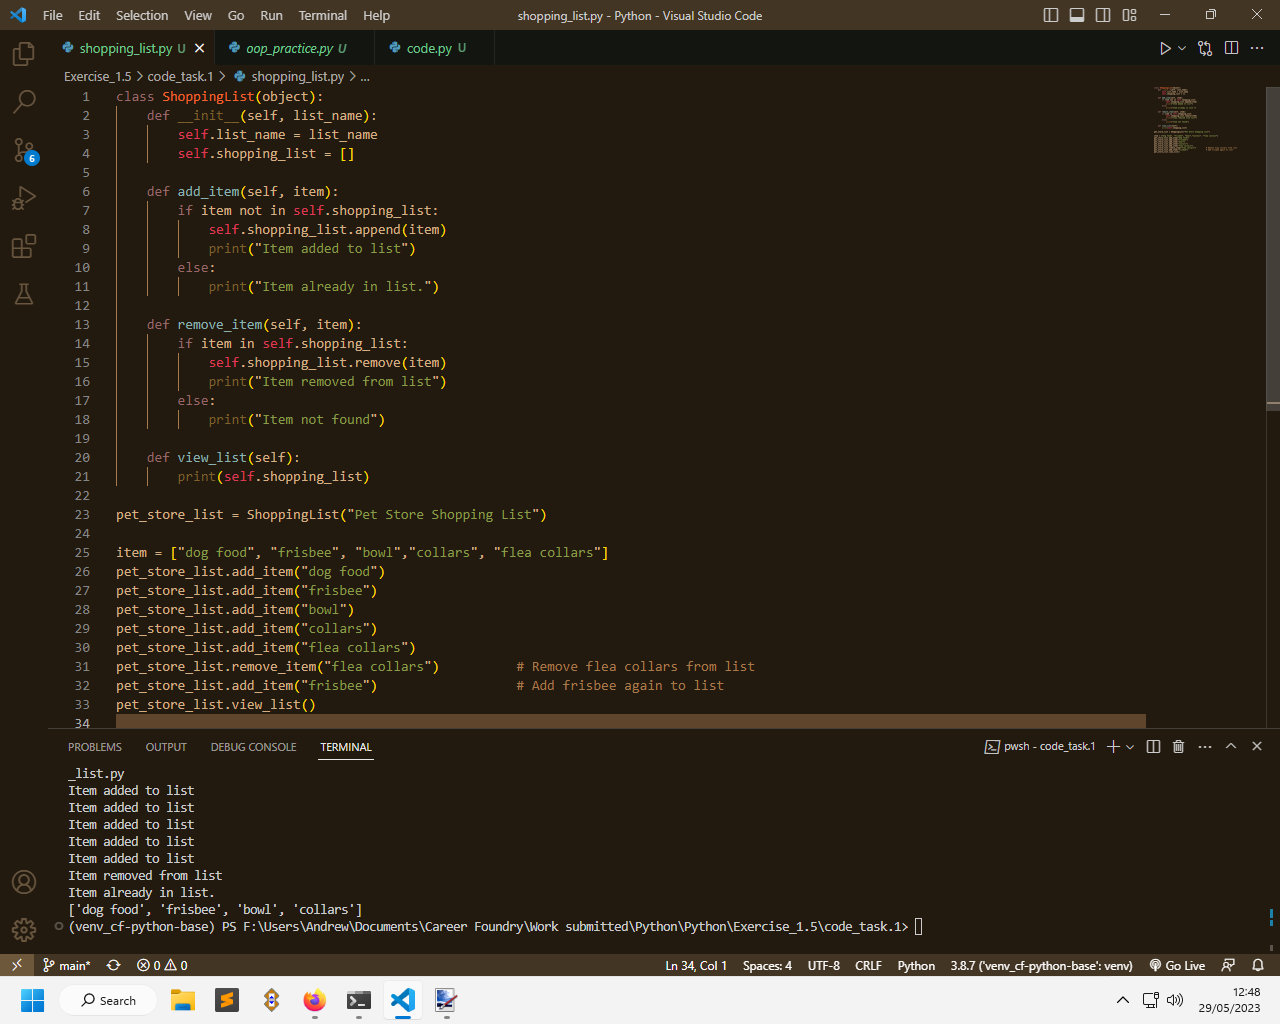 File Edit Selection View Go Run Terminal Help shopping_list.py - Python - Visual Studio Code
shopping_list.py U oop_practice.py U code.py U
Exercise_1.5 > code_task.1 > shopping_list.py > ...
1 class ShoppingList(object):
2     def __init__(self, list_name):
3         self.list_name = list_name
4         self.shopping_list = []
5
6     def add_item(self, item):
7         if item not in self.shopping_list:
8             self.shopping_list.append(item)
9             print("Item added to list")
10         else:
11             print("Item already in list.")
12
13     def remove_item(self, item):
14         if item in self.shopping_list:
15             self.shopping_list.remove(item)
16             print("Item removed from list")
17         else:
18             print("Item not found")
19
20     def view_list(self):
21         print(self.shopping_list)
22
23 pet_store_list = ShoppingList("Pet Store Shopping List")
24
25 item = ["dog food", "frisbee", "bowl","collars", "flea collars"]
26 pet_store_list.add_item("dog food")
27 pet_store_list.add_item("frisbee")
28 pet_store_list.add_item("bowl")
29 pet_store_list.add_item("collars")
30 pet_store_list.add_item("flea collars")
31 pet_store_list.remove_item("flea collars")          # Remove flea collars from list
32 pet_store_list.add_item("frisbee")                  # Add frisbee again to list
33 pet_store_list.view_list()
34
PROBLEMS OUTPUT DEBUG CONSOLE TERMINAL pwsh - code_task.1
_list.py
Item added to list
Item added to list
Item added to list
Item added to list
Item added to list
Item removed from list
Item already in list.
['dog food', 'frisbee', 'bowl', 'collars']
(venv_cf-python-base) PS F:\Users\Andrew\Documents\Career Foundry\Work submitted\Python\Python\Exercise_1.5\code_task.1>
6
main* 0 0 Ln 34, Col 1 Spaces: 4 UTF-8 CRLF Python 3.8.7 ('venv_cf-python-base': venv) Go Live
Search
12:48
29/05/2023